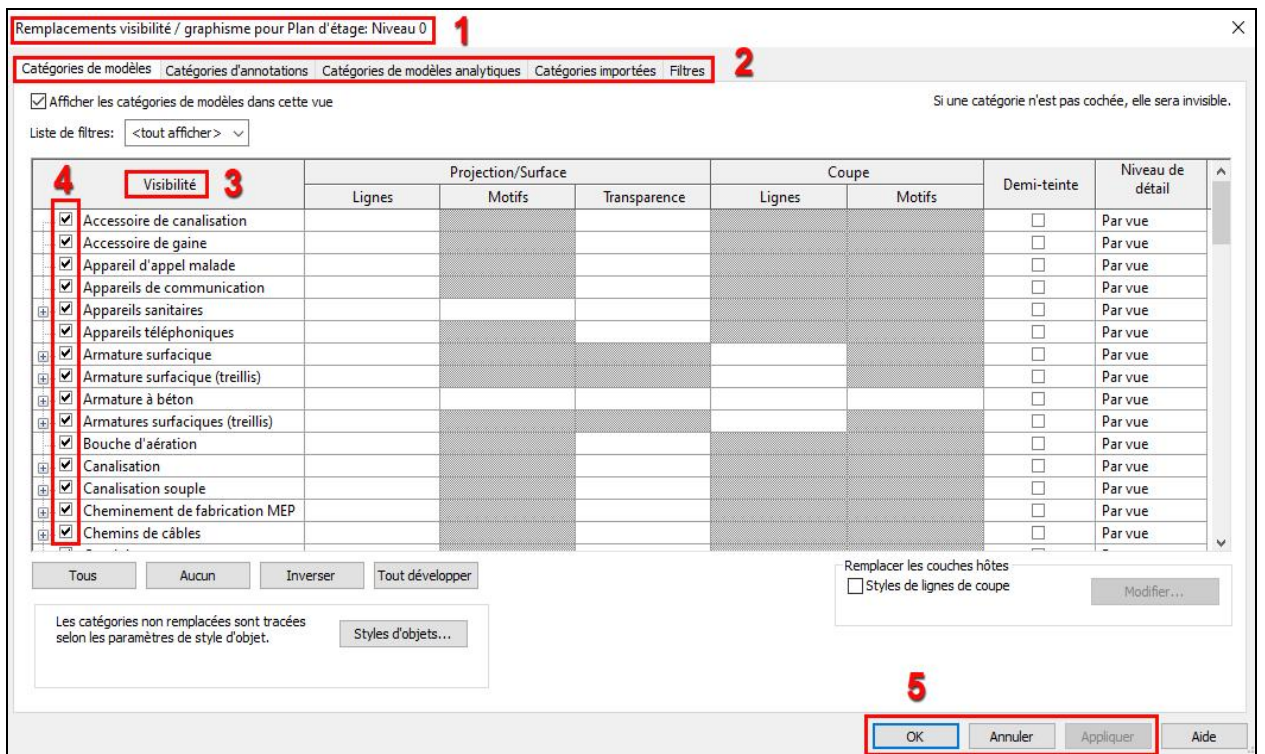 Remplacements visibilité / graphisme pour Plan d'étage: Niveau 0 1
Catégories de modèles Catégories d'annotations Catégories de modèles analytiques Catégories importées Filtres 2
Afficher les catégories de modèles dans cette vue Si une catégorie n'est pas cochée, elle sera invisible.
Liste de filtres: <tout afficher>
4 Visibilité 3 Projection/Surface Coupe Demi-teinte Niveau de détail
Lignes Motifs Transparence Lignes Motifs
Accessoire de canalisation Par vue
Accessoire de gaine Par vue
Appareil d'appel malade Par vue
Appareils de communication Par vue
Appareils sanitaires Par vue
Appareils téléphoniques Par vue
Armature surfacique Par vue
Armature surfacique (treillis) Par vue
Armature à béton Par vue
Armatures surfaciques (treillis) Par vue
Bouche d'aération Par vue
Canalisation Par vue
Canalisation souple Par vue
Cheminement de fabrication MEP Par vue
Chemins de câbles Par vue
Tous Aucun Inverser Tout développer
Remplacer les couches hôtes
Styles de lignes de coupe Modifier...
Les catégories non remplacées sont tracées
selon les paramètres de style d'objet.
Styles d'objets...
5
OK Annuler Appliquer Aide